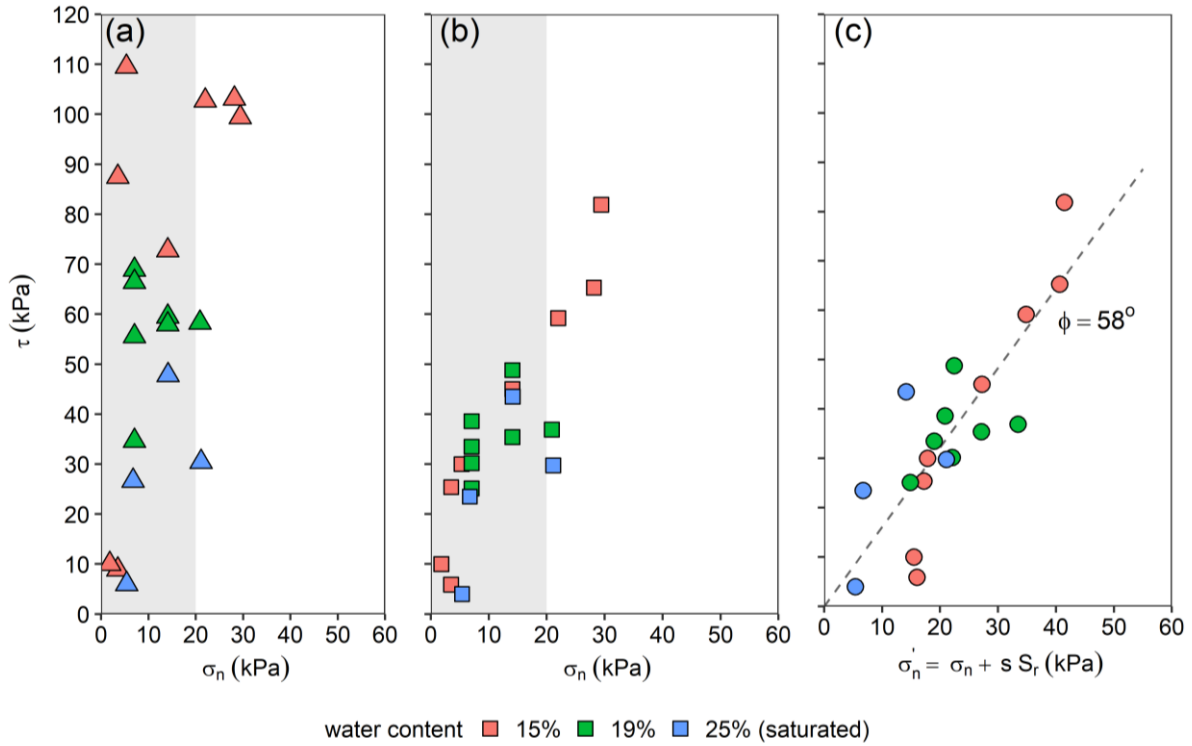 (a)
(b)
(c)
120
110
100
90
80
70
60
50
40
30
20
10
0
τ (kPa)
ϕ = 58°
0 10 20 30 40 50 60
0 10 20 30 40 50 60
0 10 20 30 40 50 60
σn (kPa)
σn (kPa)
σ'n = σn + s Sr (kPa)
water content 15% 19% 25% (saturated)